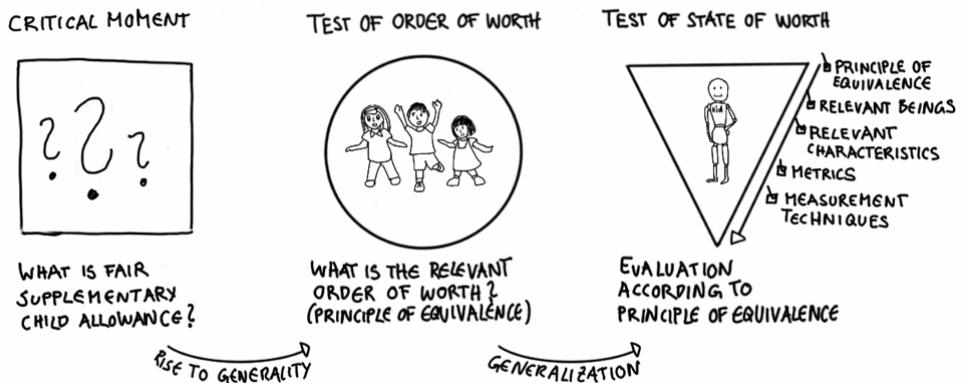 CRITICAL MOMENT
? ? ?
WHAT IS FAIR
SUPPLEMENTARY
CHILD ALLOWANCE?
RISE TO GENERALITY
TEST OF ORDER OF WORTH
WHAT IS THE RELEVANT
ORDER OF WORTH?
(PRINCIPLE OF EQUIVALENCE)
GENERALIZATION
TEST OF STATE OF WORTH
kid
PRINCIPLE OF
EQUIVALENCE
RELEVANT BEINGS
RELEVANT
CHARACTERISTICS
METRICS
MEASUREMENT
TECHNIQUES
EVALUATION
ACCORDING TO
PRINCIPLE OF EQUIVALENCE